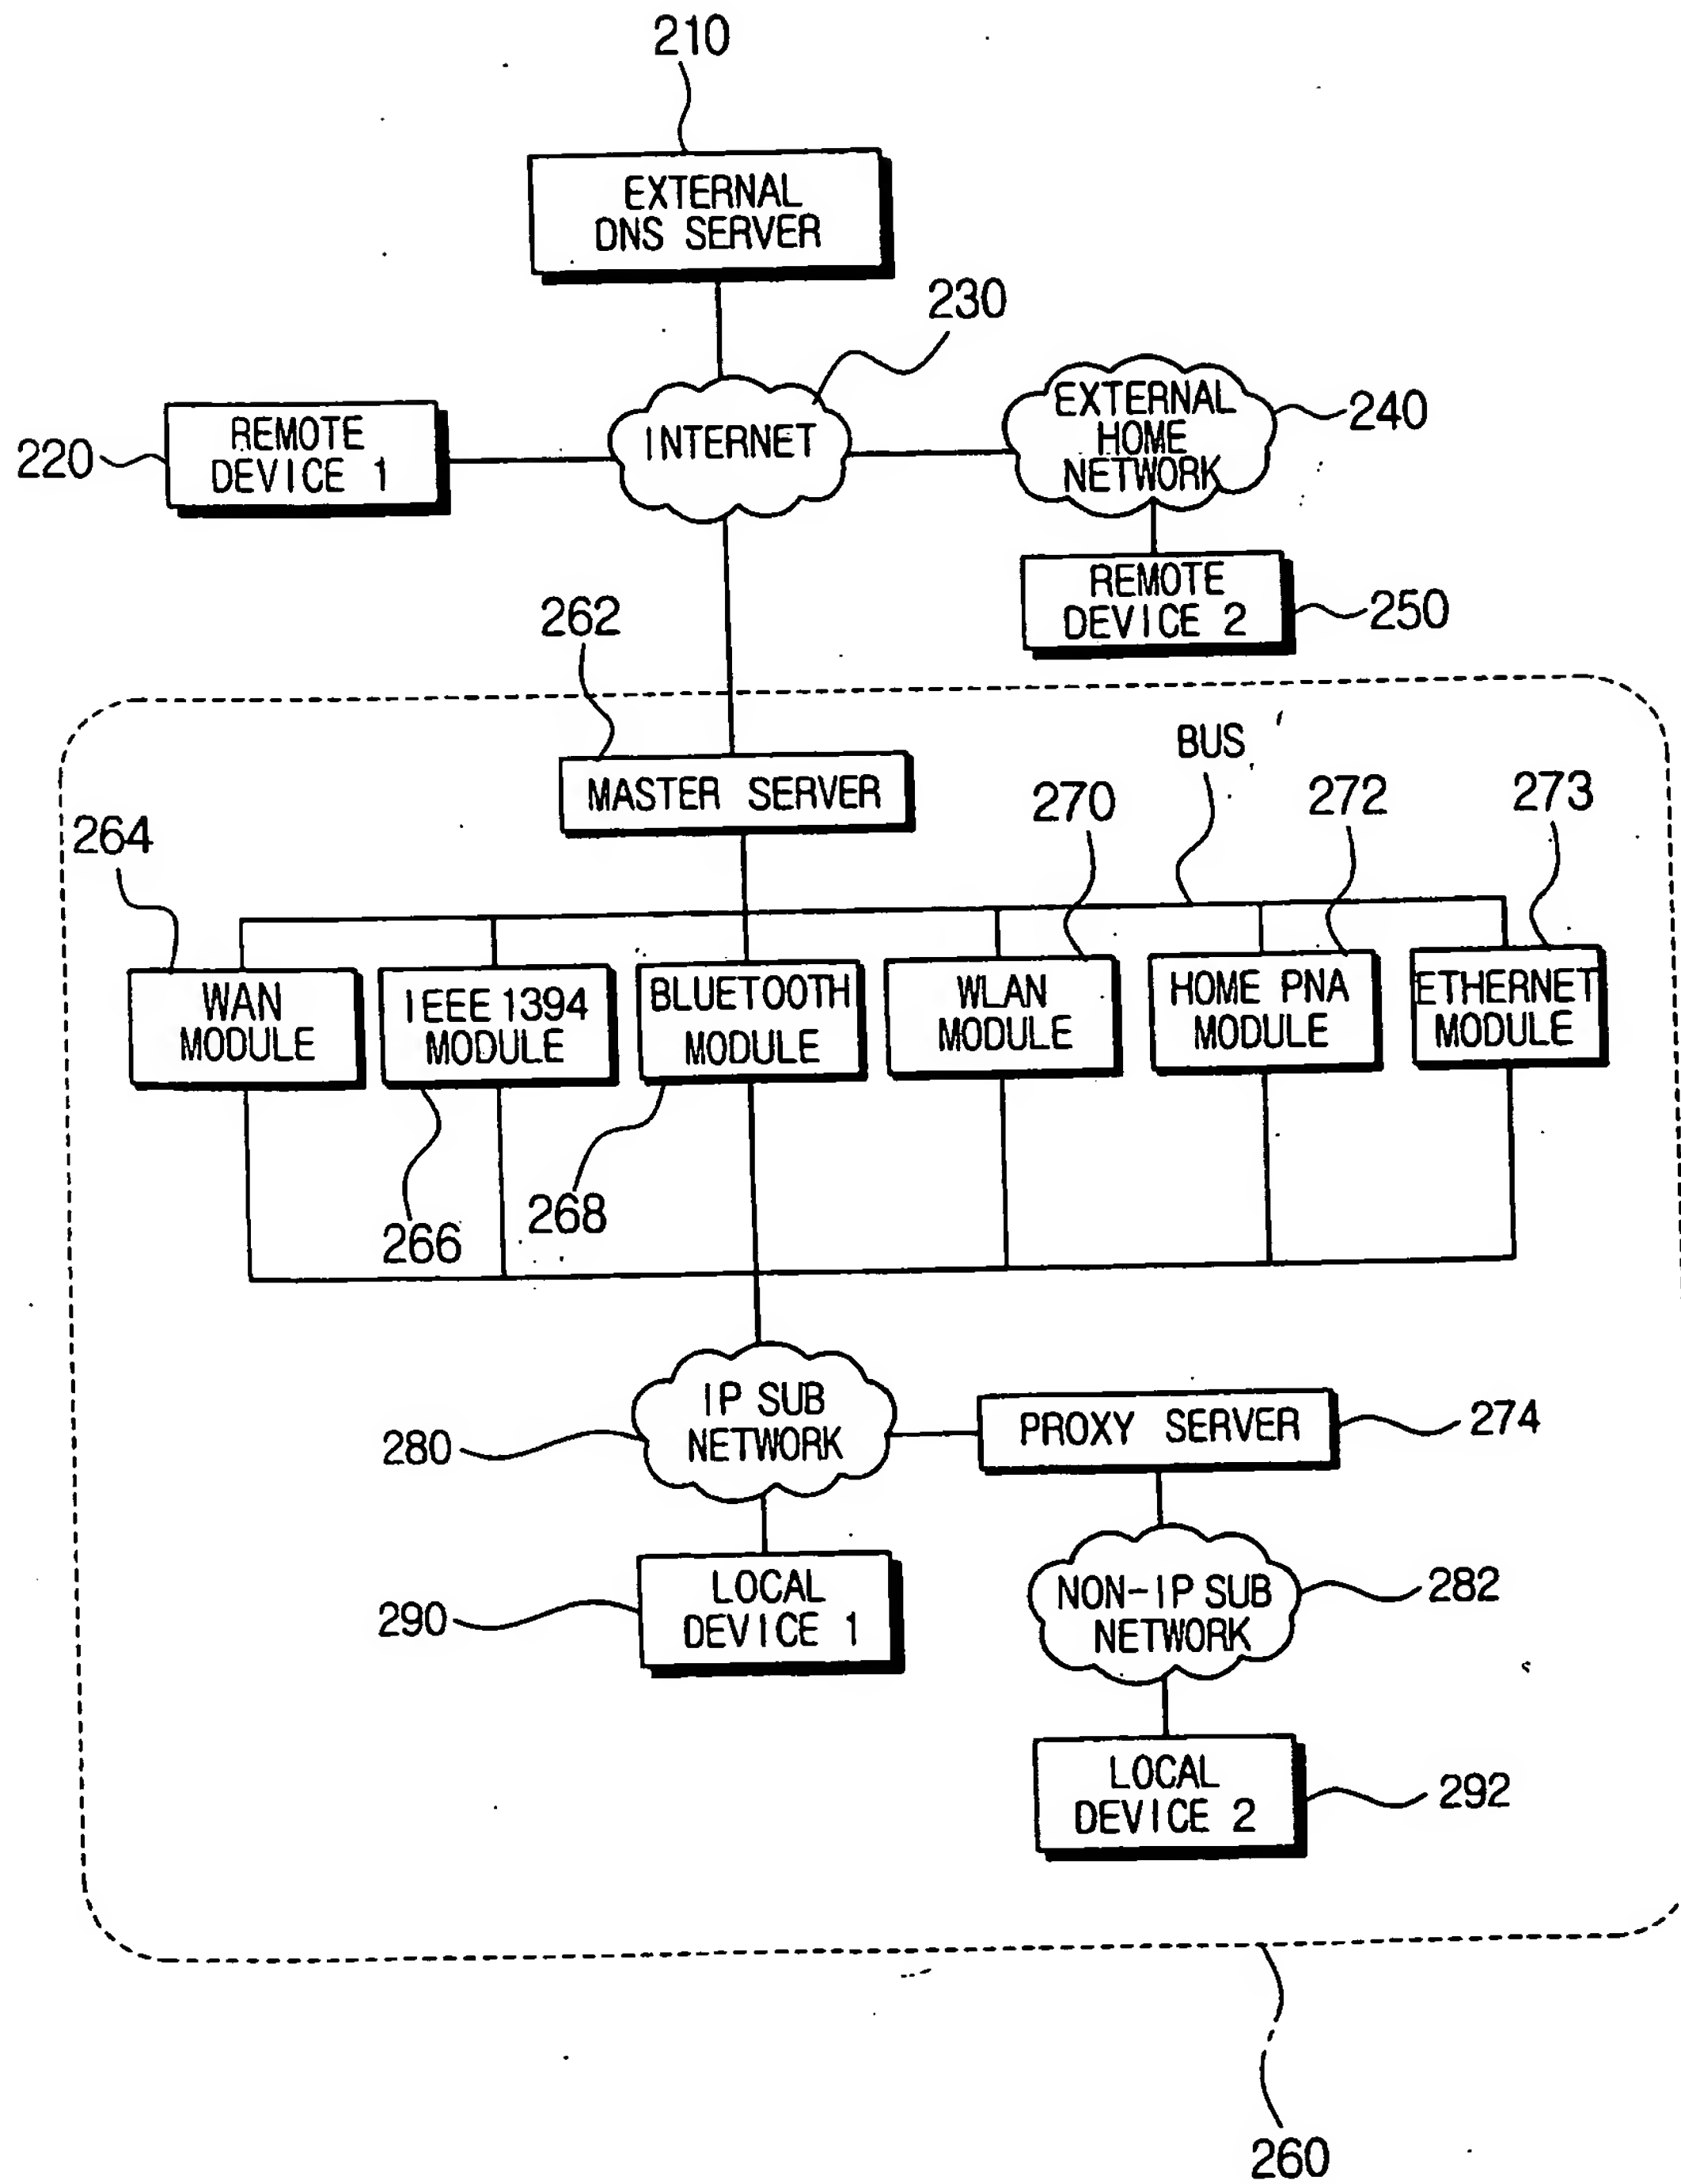 210
EXTERNAL
DNS SERVER
230
REMOTE
DEVICE 1
220
INTERNET
EXTERNAL
HOME
NETWORK
240
REMOTE
DEVICE 2
250
262
MASTER SERVER
BUS
264
270
272
273
WAN
MODULE
IEEE 1394
MODULE
BLUETOOTH
MODULE
WLAN
MODULE
HOME PNA
MODULE
ETHERNET
MODULE
266
268
IP SUB
NETWORK
280
PROXY SERVER
274
LOCAL
DEVICE 1
290
NON-IP SUB
NETWORK
282
LOCAL
DEVICE 2
292
260